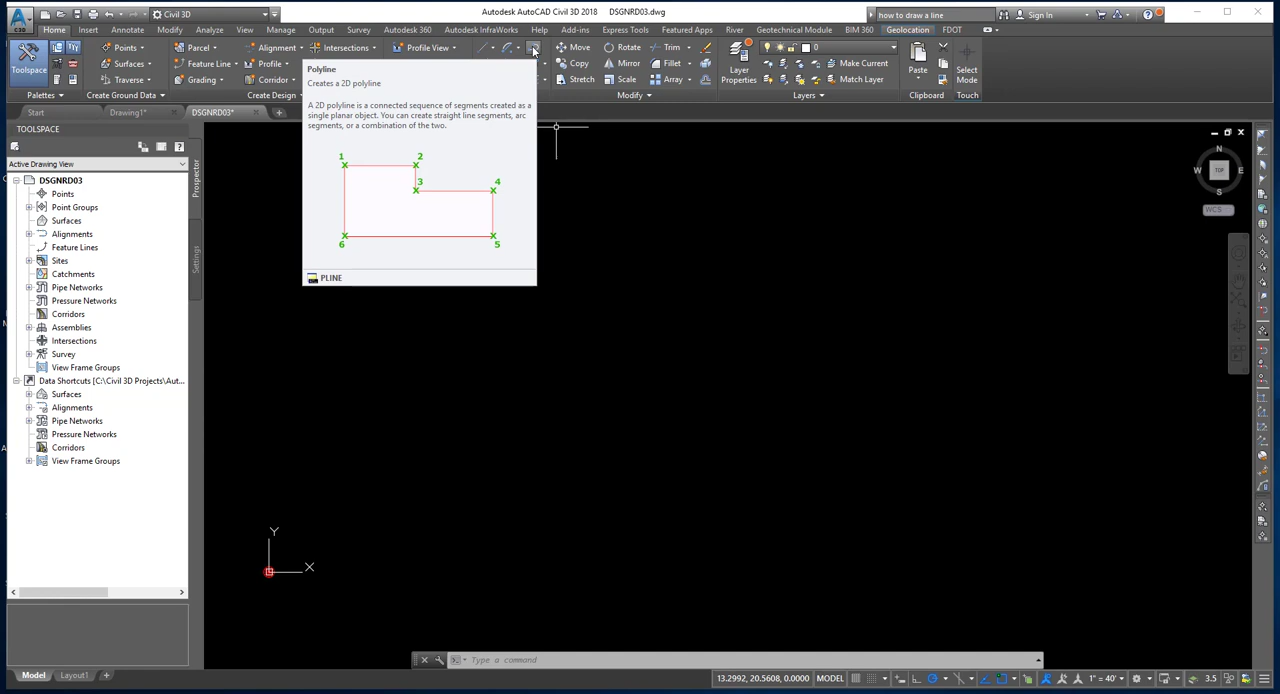 Civil 3D
Autodesk AutoCAD Civil 3D 2018 DSGNRD03.dwg
how to draw a line
Sign In
C3D
Home Insert Annotate Modify Analyze View Manage Output Survey Autodesk 360 Autodesk InfraWorks Help Add-ins Express Tools Featured Apps River Geotechnical Module BIM 360 Geolocation FDOT
Toolspace
Points
Surfaces
Traverse
Parcel
Feature Line
Grading
Alignment
Profile
Corridor
Intersections
Profile View
Move
Copy
Stretch
Rotate
Mirror
Scale
Trim
Fillet
Array
Layer
Properties
0
Make Current
Match Layer
Paste
Select
Mode
Palettes Create Ground Data Create Design Modify Layers Clipboard Touch
Start Drawing1* DSGNRD03*
Polyline
Creates a 2D polyline
A 2D polyline is a connected sequence of segments created as a
single planar object. You can create straight line segments, arc
segments, or a combination of the two.
1 2
3 4
6 5
PLINE
TOOLSPACE
Active Drawing View
Prospector
Settings
DSGNRD03
Points
Point Groups
Surfaces
Alignments
Feature Lines
Sites
Catchments
Pipe Networks
Pressure Networks
Corridors
Assemblies
Intersections
Survey
View Frame Groups
Data Shortcuts [C:\Civil 3D Projects\Aut...
Surfaces
Alignments
Pipe Networks
Pressure Networks
Corridors
View Frame Groups
N
W TOP E
S
WCS
Y
X
Type a command
Model Layout1
13.2992, 20.5608, 0.0000 MODEL 1" = 40' 3.5